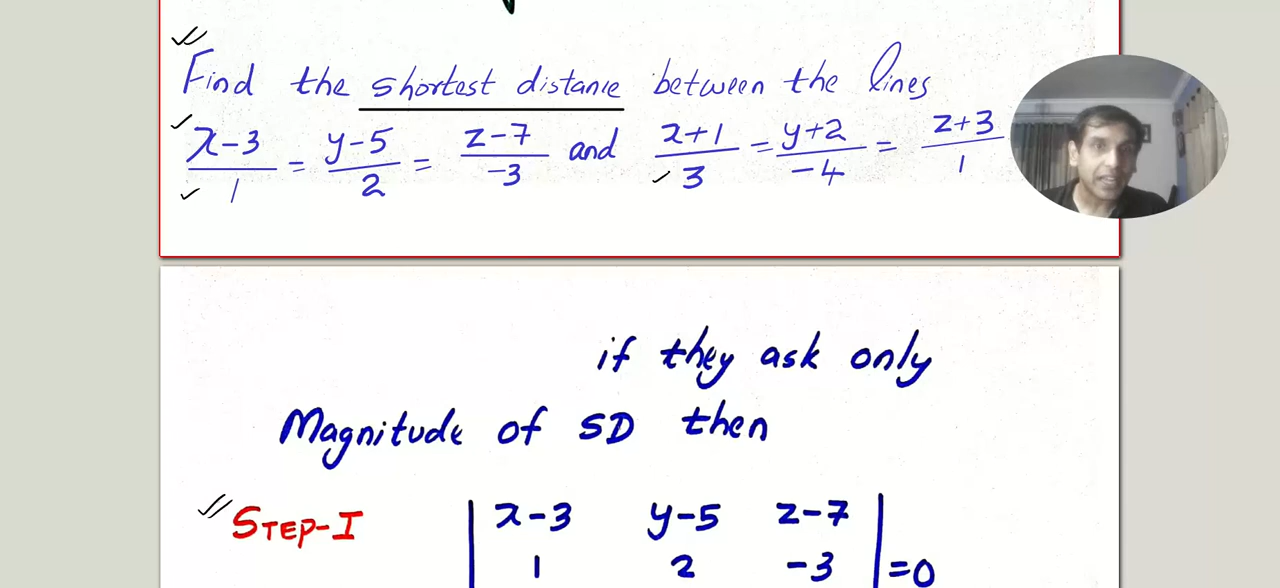 Find the shortest distance between the lines
x-3/1 = y-5/2 = z-7/-3 and x+1/3 = y+2/-4 = z+3/1
if they ask only
Magnitude of SD then
STEP-I | x-3 y-5 z-7 |
| 1 2 -3 | =0